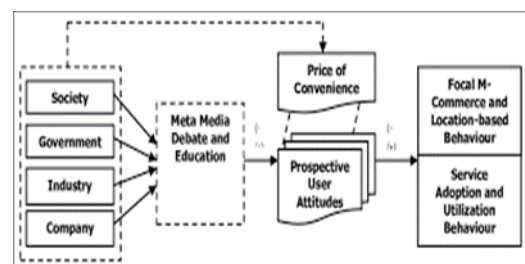 Society
Government
Industry
Company
Meta Media
Debate and
Education
Price of
Convenience
Prospective
User
Attitudes
Focal M-
Commerce and
Location-based
Behaviour
Service
Adoption and
Utilization
Behaviour